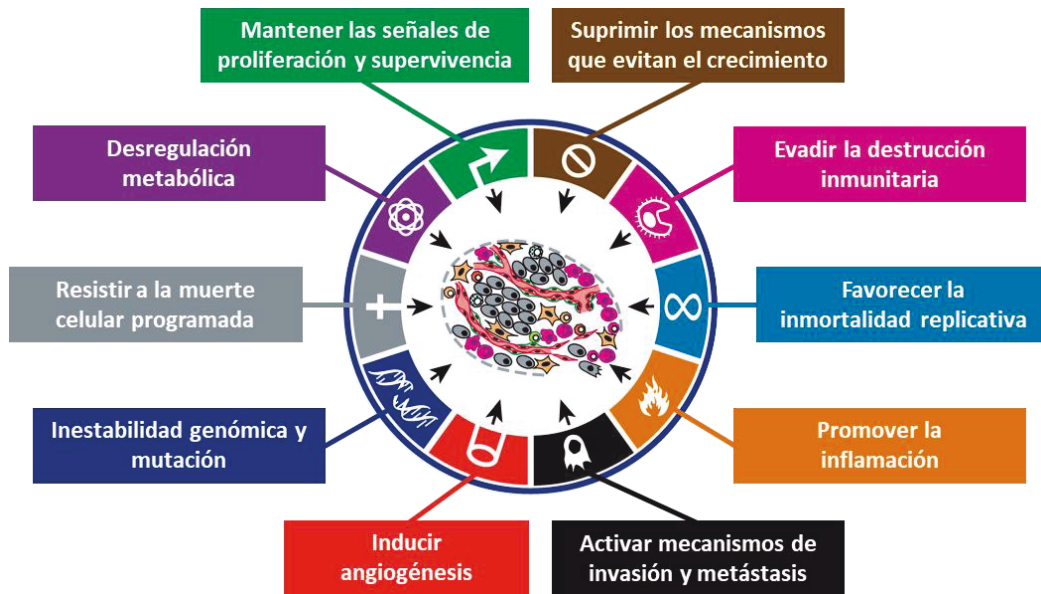 Mantener las señales de
proliferación y supervivencia
Suprimir los mecanismos
que evitan el crecimiento
Desregulación
metabólica
Evadir la destrucción
inmunitaria
Resistir a la muerte
celular programada
Favorecer la
inmortalidad replicativa
Inestabilidad genómica y
mutación
Promover la
inflamación
Inducir
angiogénesis
Activar mecanismos de
invasión y metástasis